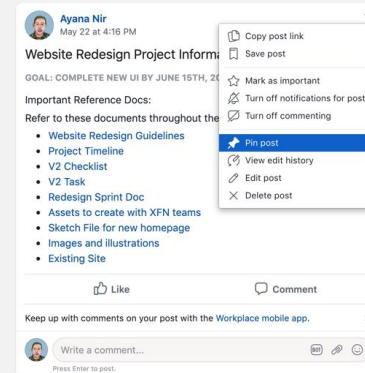 Ayana Nir
May 22 at 4:16 PM
Website Redesign Project Informa
GOAL: COMPLETE NEW UI BY JUNE 15TH, 20
Important Reference Docs:
Refer to these documents throughout the
Website Redesign Guidelines
Project Timeline
V2 Checklist
V2 Task
Redesign Sprint Doc
Assets to create with XFN teams
Sketch File for new homepage
Images and illustrations
Existing Site
Copy post link
Save post
Mark as important
Turn off notifications for post
Turn off commenting
Pin post
View edit history
Edit post
Delete post
Like Comment
Keep up with comments on your post with the Workplace mobile app.
Write a comment... BOT
Press Enter to post.